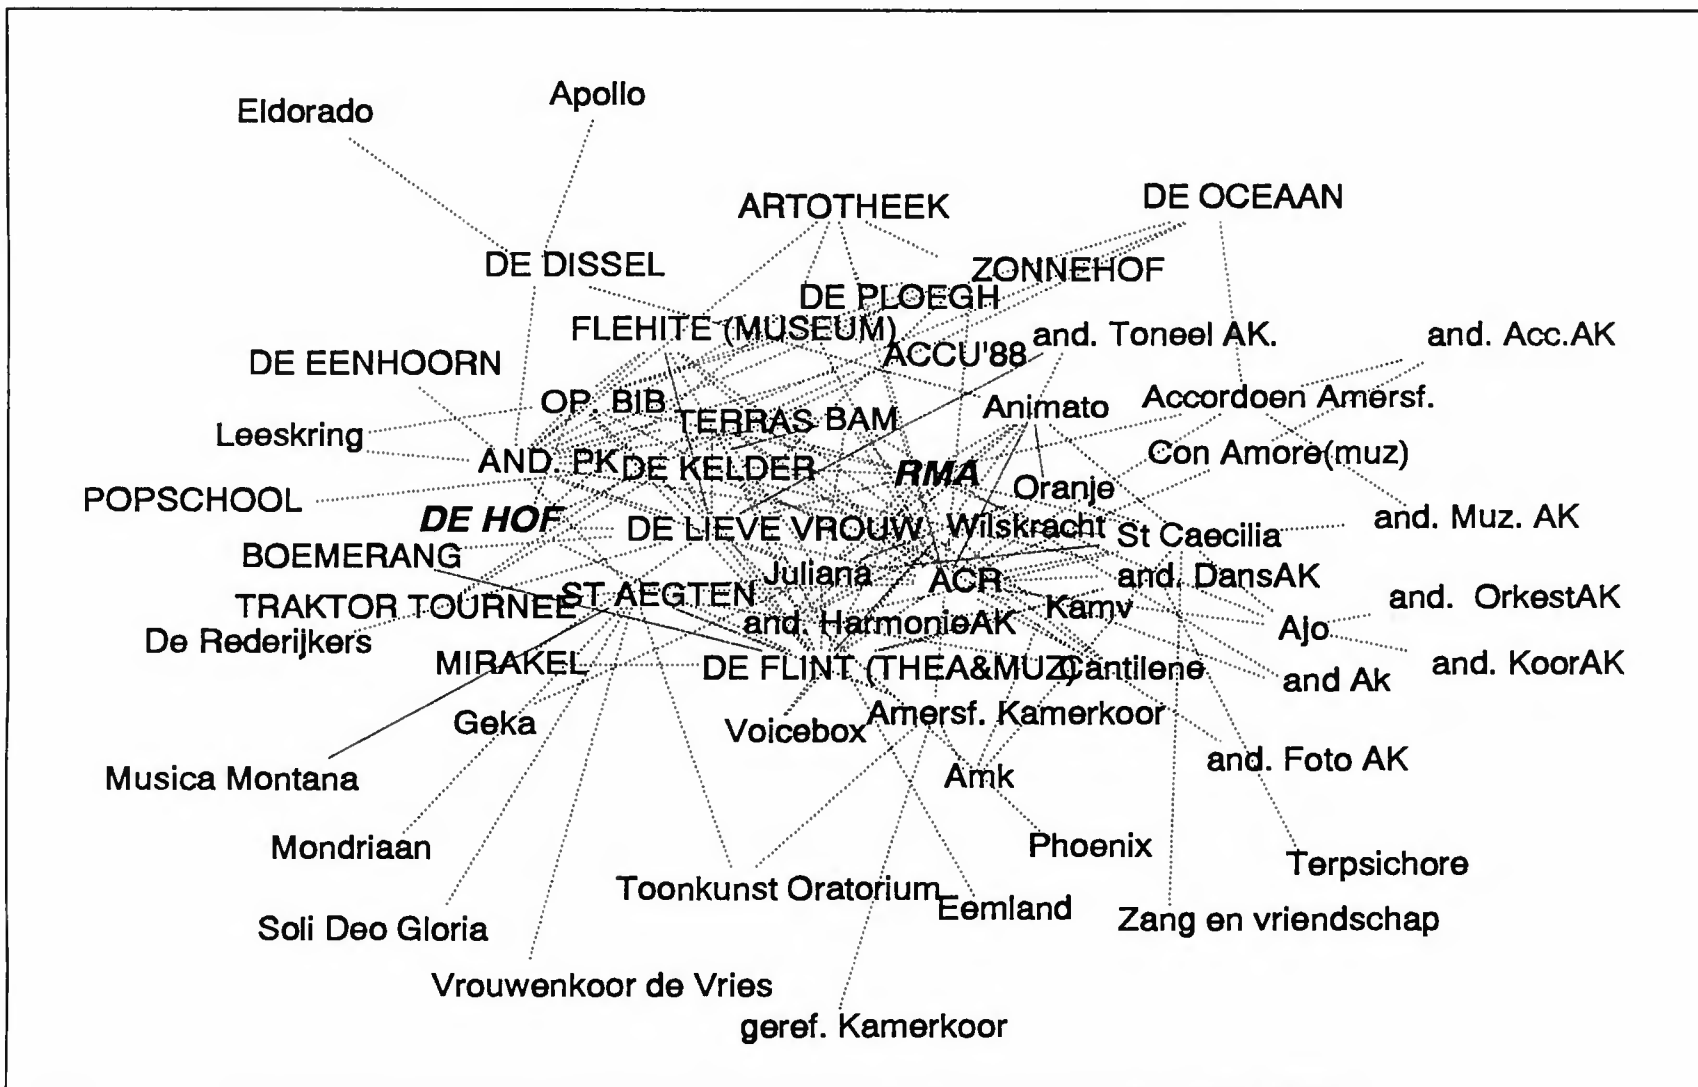 Apollo
Eldorado
DE OCEAAN
ARTOTHEEK
DE DISSEL
ZONNEHOF
DE PLOEGH
FLEHITE (MUSEUM)
and. Toneel AK.
and. Acc.AK
ACCU'88
DE EENHOORN
Accordoen Amersf.
OP. BIB
Animato
TERRAS BAM
Leeskring
Con Amore(muz)
AND. PK
DE KELDER
RMA
Oranje
POPSCHOOL
DE HOF
and. Muz. AK
DE LIEVE VROUW
Wilskracht
St Caecilia
BOEMERANG
Juliana
ACR
and. DansAK
ST AEGTEN
and. OrkestAK
TRAKTOR TOURNEE
Kamv
and. HarmonieAK
Ajo
De Rederijkers
MIRAKEL
DE FLINT (THEA&MUZ)
Cantilene
and. KoorAK
and Ak
Geka
Amersf. Kamerkoor
Voicebox
and. Foto AK
Musica Montana
Amk
Mondriaan
Phoenix
Terpsichore
Toonkunst Oratorium
Eemland
Zang en vriendschap
Soli Deo Gloria
Vrouwenkoor de Vries
geref. Kamerkoor